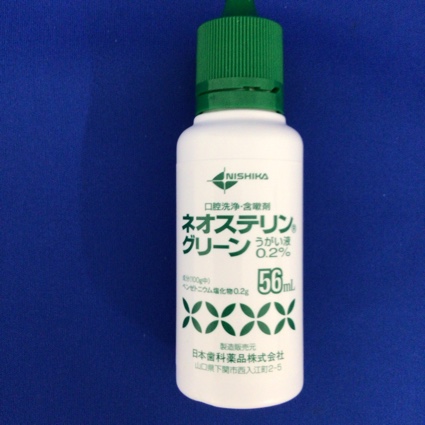 NISHIKA
口腔洗浄・含嗽剤
ネオステリン®
グリーン うがい液
0.2%
成分(100g中)
ベンゼトニウム塩化物0.2g
56mL
製造販売元
日本歯科薬品株式会社
山口県下関市西入江町2-5